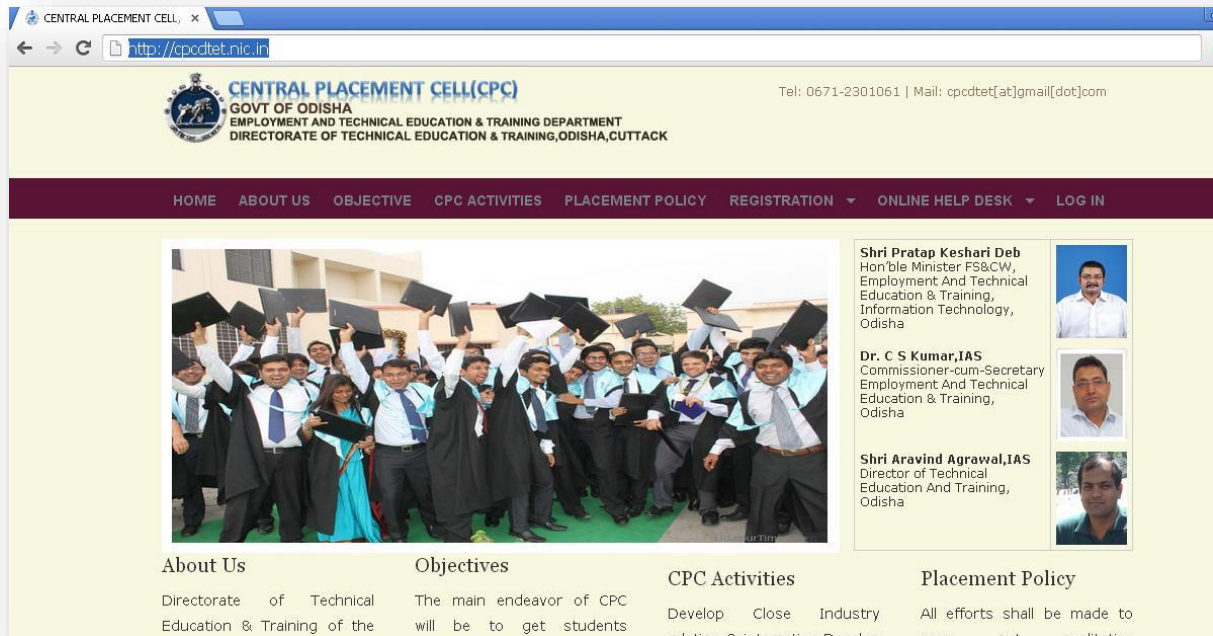 CENTRAL PLACEMENT CELL, ×
http://cpcdtet.nic.in
CENTRAL PLACEMENT CELL(CPC)
GOVT OF ODISHA
EMPLOYMENT AND TECHNICAL EDUCATION & TRAINING DEPARTMENT
DIRECTORATE OF TECHNICAL EDUCATION & TRAINING,ODISHA,CUTTACK
Tel: 0671-2301061 | Mail: cpcdtet[at]gmail[dot]com
HOME ABOUT US OBJECTIVE CPC ACTIVITIES PLACEMENT POLICY REGISTRATION ONLINE HELP DESK LOG IN
Shri Pratap Keshari Deb
Hon'ble Minister FS&CW,
Employment And Technical
Education & Training,
Information Technology,
Odisha
Dr. C S Kumar,IAS
Commissioner-cum-Secretary
Employment And Technical
Education & Training,
Odisha
Shri Aravind Agrawal,IAS
Director of Technical
Education And Training,
Odisha
About Us
Directorate of Technical
Education & Training of the
Objectives
The main endeavor of CPC
will be to get students
CPC Activities
Develop Close Industry
Placement Policy
All efforts shall be made to